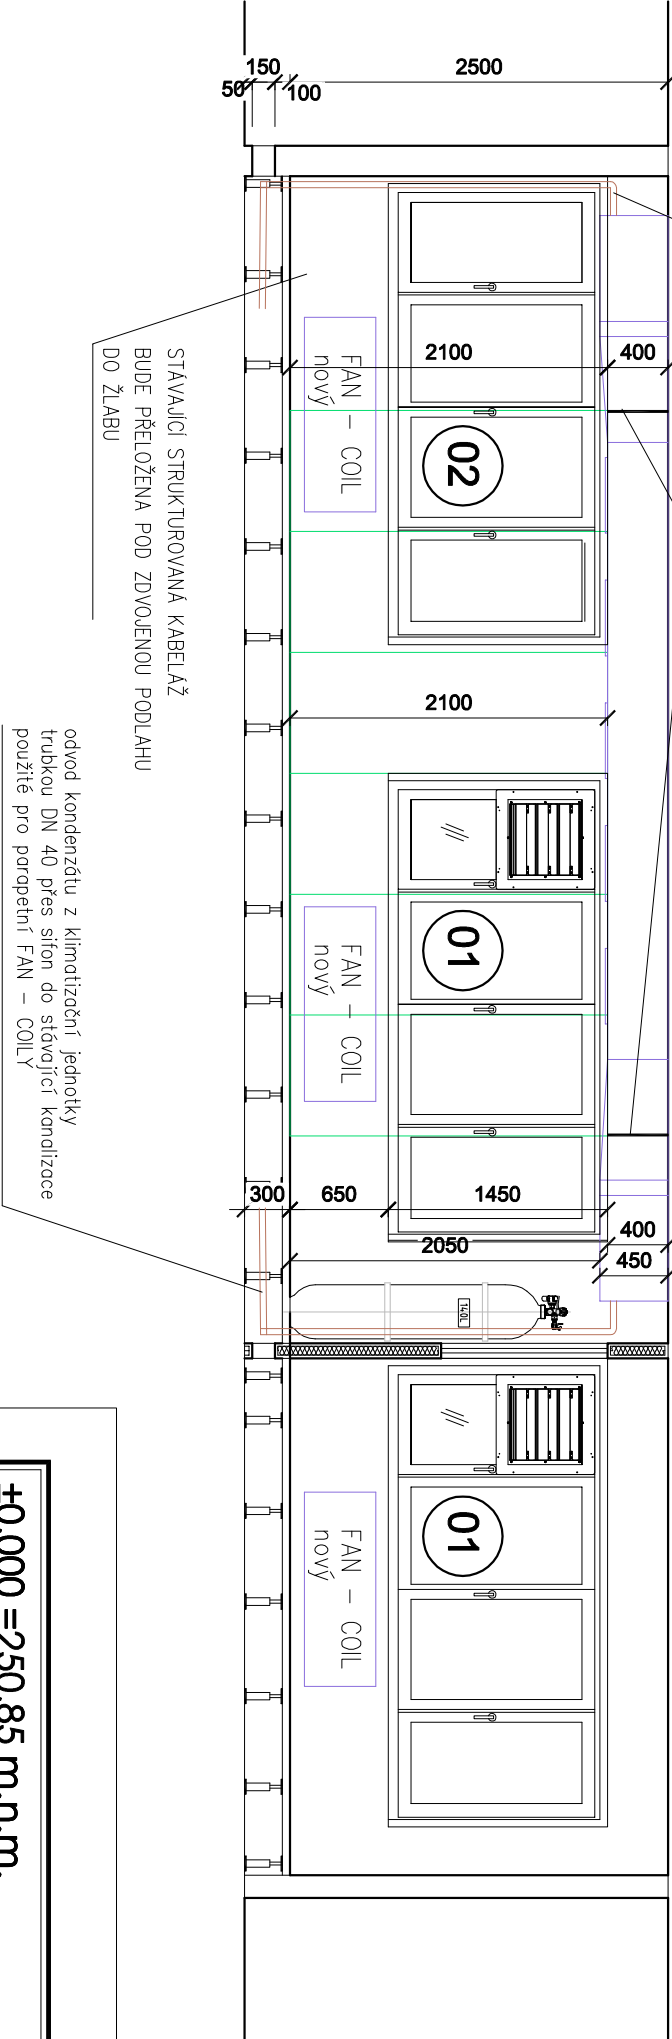 150
2500
50
100
FAN - COIL
nový
2100
400
02
STÁVAJÍCÍ STRUKTUROVANÁ KABELÁŽ
BUDE PŘELOŽENA POD ZDVOJENOU PODLAHU
DO ŽLABU
2100
01
FAN - COIL
nový
odvod kondenzátu z klimatizační jednotky
trubkou DN 40 přes sifon do stávající kanalizace
použité pro parapetní FAN - COILY
300
650
1450
400
2050
450
140L
01
FAN - COIL
nový
±0,000 =250,85 m.n.m.